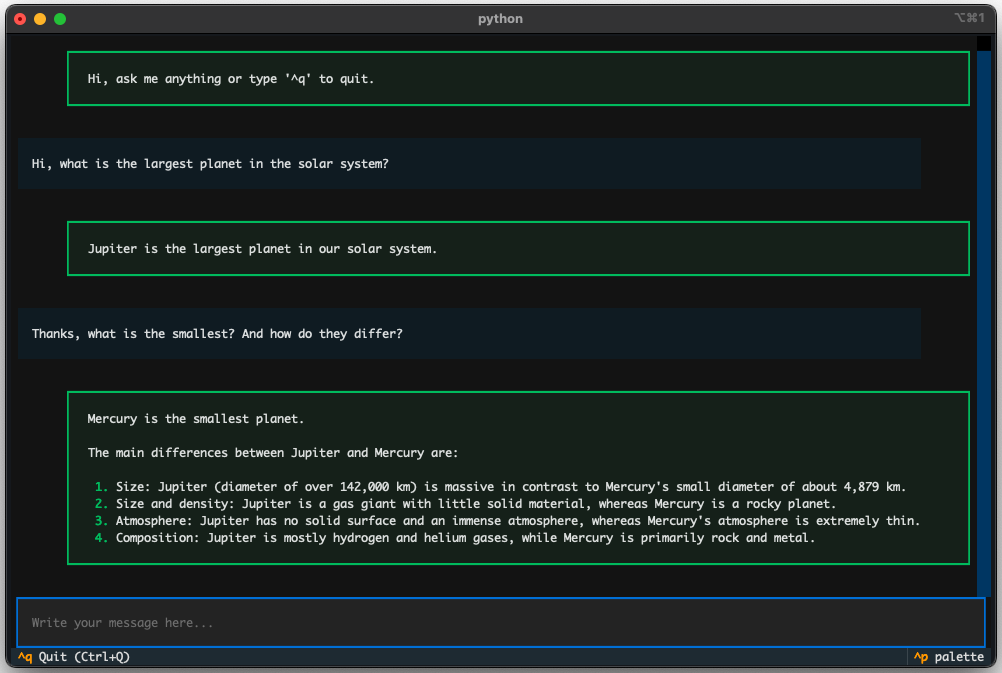 python
⌥⌘1
Hi, ask me anything or type '^q' to quit.
Hi, what is the largest planet in the solar system?
Jupiter is the largest planet in our solar system.
Thanks, what is the smallest? And how do they differ?
Mercury is the smallest planet.
The main differences between Jupiter and Mercury are:
1. Size: Jupiter (diameter of over 142,000 km) is massive in contrast to Mercury's small diameter of about 4,879 km.
2. Size and density: Jupiter is a gas giant with little solid material, whereas Mercury is a rocky planet.
3. Atmosphere: Jupiter has no solid surface and an immense atmosphere, whereas Mercury's atmosphere is extremely thin.
4. Composition: Jupiter is mostly hydrogen and helium gases, while Mercury is primarily rock and metal.
Write your message here...
^q Quit (Ctrl+Q)
^p palette